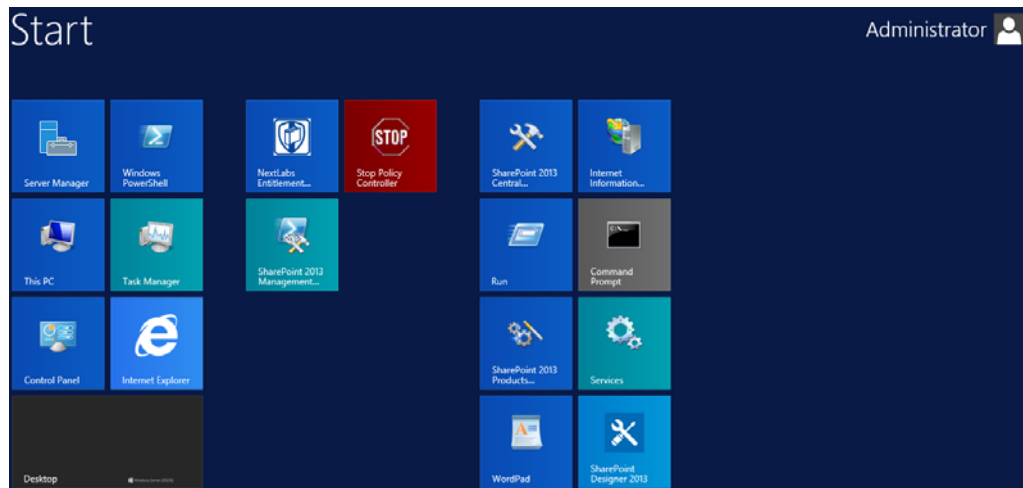 Start
Administrator
Server Manager
Windows
PowerShell
NextLabs
Entitlement...
STOP
Stop Policy
Controller
SharePoint 2013
Central...
Internet
Information...
This PC
Task Manager
SharePoint 2013
Management...
Run
Command
Prompt
Control Panel
Internet Explorer
SharePoint 2013
Products...
Services
Desktop
WordPad
SharePoint
Designer 2013